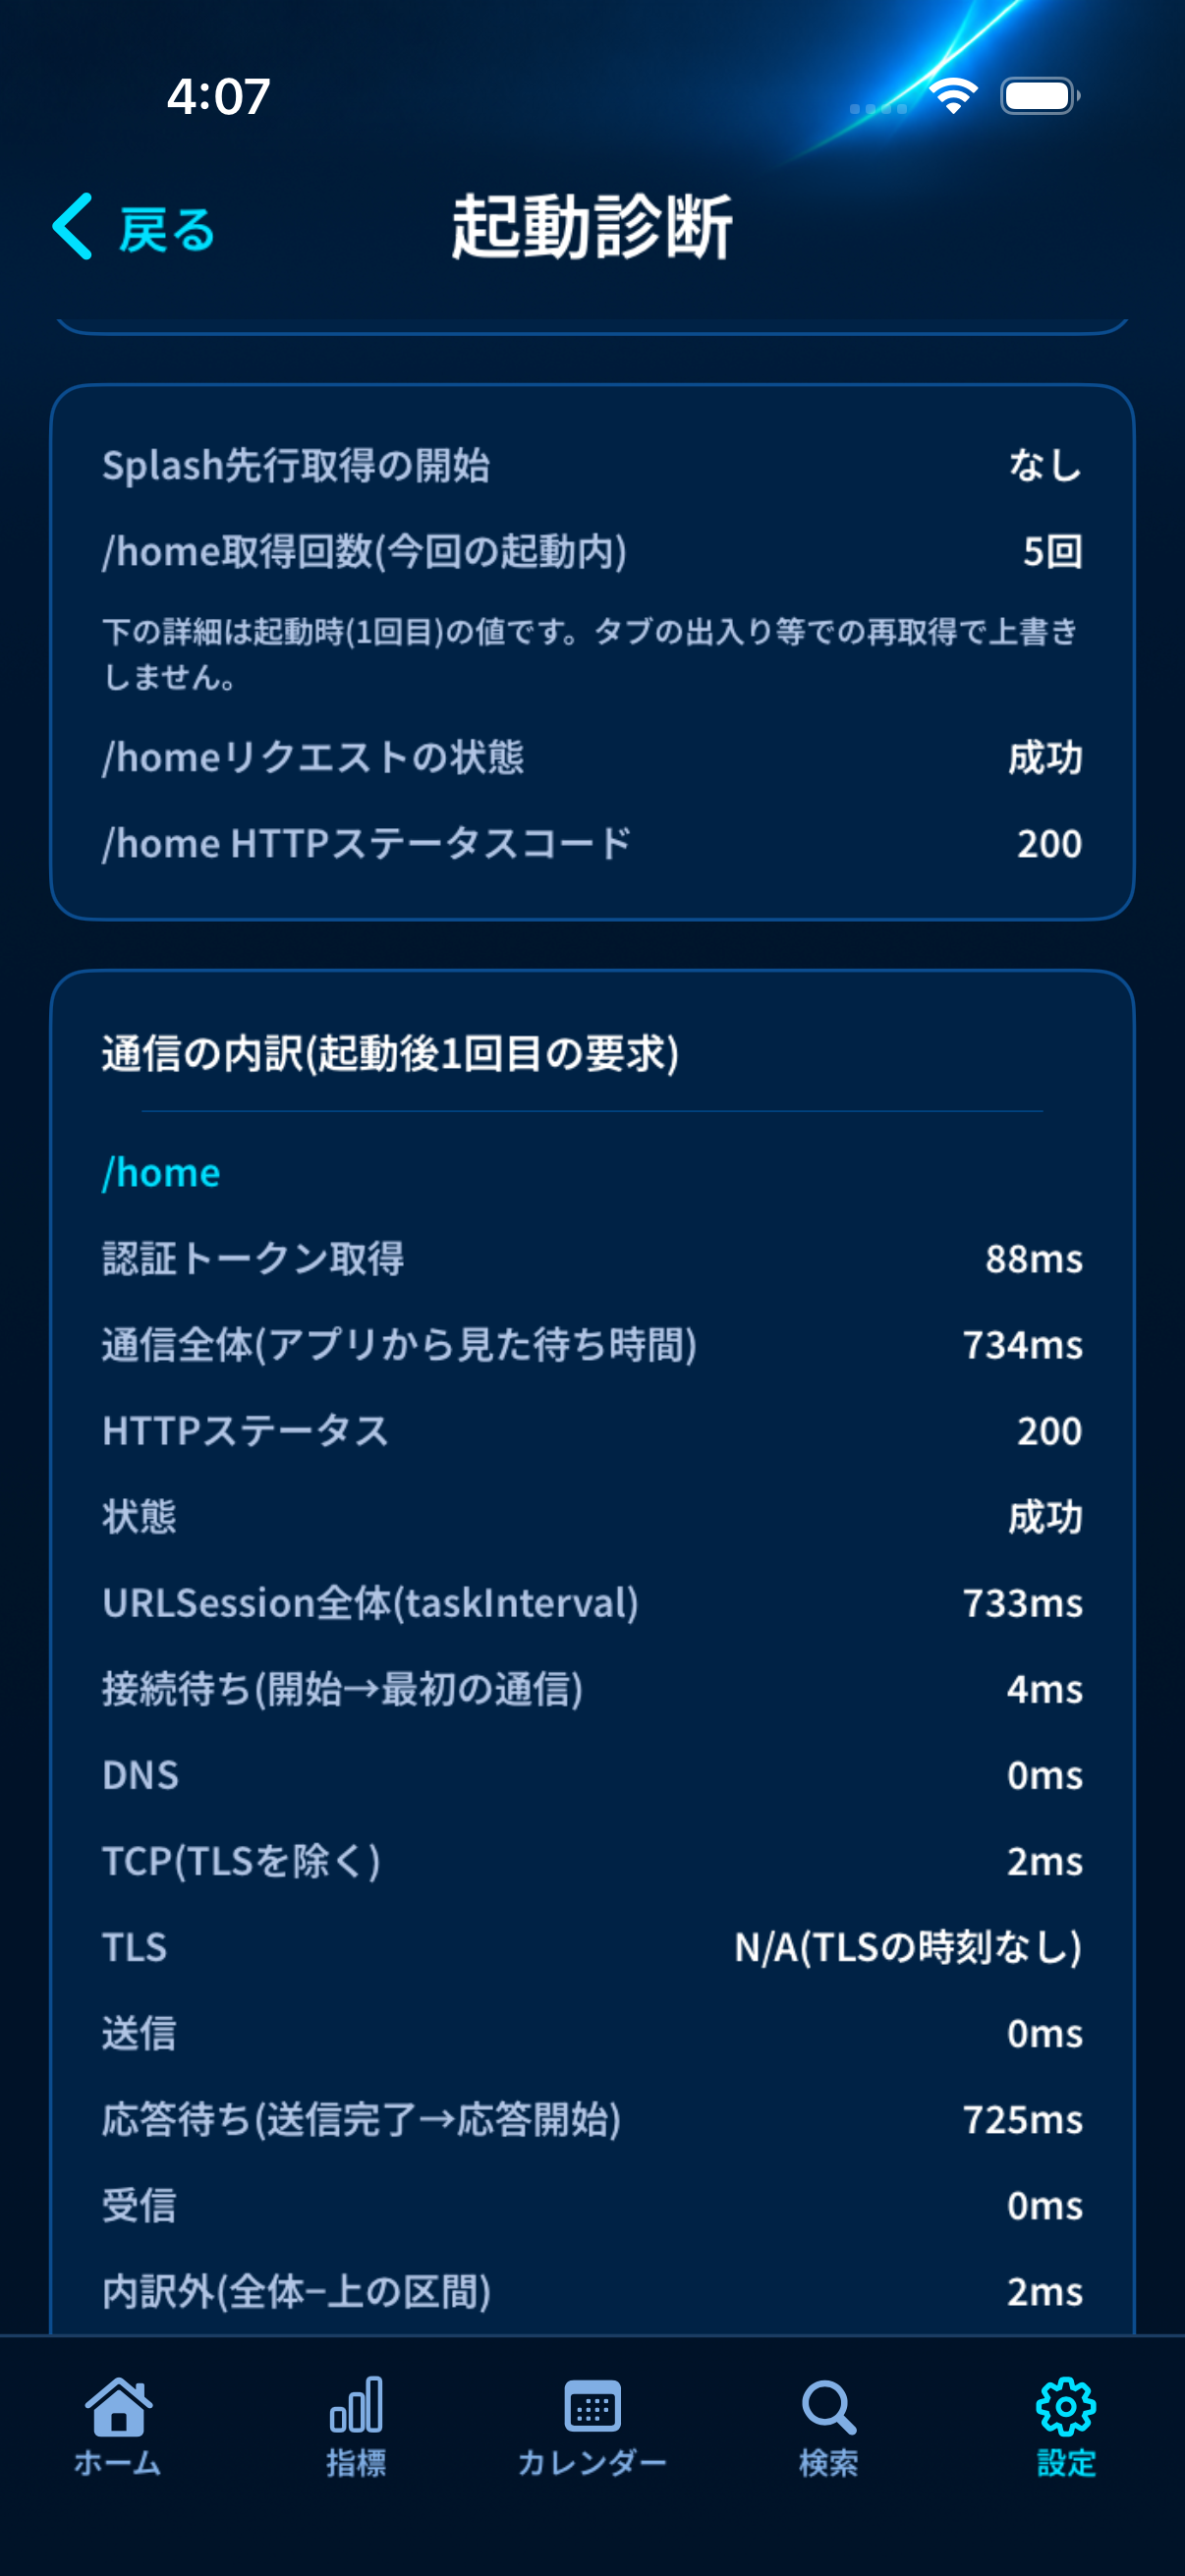 4:07
戻る
起動診断
Splash先行取得の開始 なし
/home取得回数(今回の起動内) 5回
下の詳細は起動時(1回目)の値です。タブの出入り等での再取得で上書き
しません。
/homeリクエストの状態 成功
/home HTTPステータスコード 200
通信の内訳(起動後1回目の要求)
/home
認証トークン取得 88ms
通信全体(アプリから見た待ち時間) 734ms
HTTPステータス 200
状態 成功
URLSession全体(taskInterval) 733ms
接続待ち(開始→最初の通信) 4ms
DNS 0ms
TCP(TLSを除く) 2ms
TLS N/A(TLSの時刻なし)
送信 0ms
応答待ち(送信完了→応答開始) 725ms
受信 0ms
内訳外(全体−上の区間) 2ms
ホーム 指標 カレンダー 検索 設定